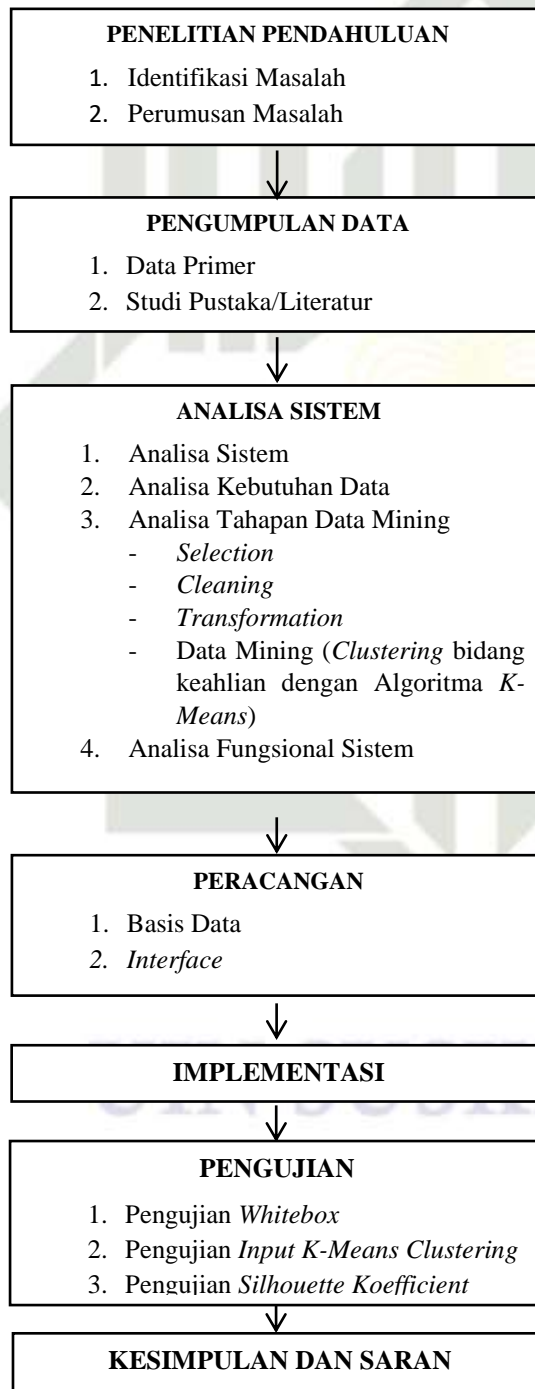 PENELITIAN PENDAHULUAN
1. Identifikasi Masalah
2. Perumusan Masalah
PENGUMPULAN DATA
1. Data Primer
2. Studi Pustaka/Literatur
ANALISA SISTEM
1. Analisa Sistem
2. Analisa Kebutuhan Data
3. Analisa Tahapan Data Mining
- Selection
- Cleaning
- Transformation
- Data Mining (Clustering bidang
keahlian dengan Algoritma K-
Means)
4. Analisa Fungsional Sistem
PERACANGAN
1. Basis Data
2. Interface
IMPLEMENTASI
PENGUJIAN
1. Pengujian Whitebox
2. Pengujian Input K-Means Clustering
3. Pengujian Silhouette Koefficient
KESIMPULAN DAN SARAN